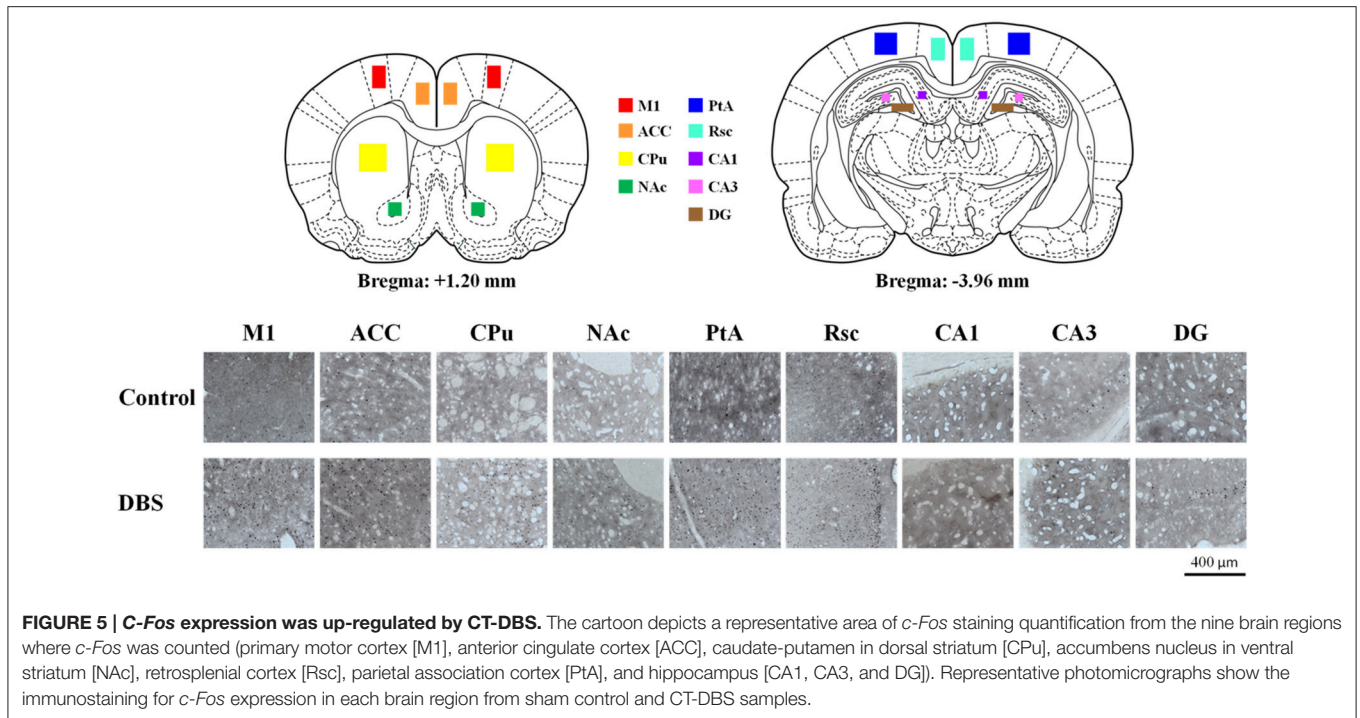 M1
ACC
CPu
NAc
PtA
Rsc
CA1
CA3
DG
Bregma: +1.20 mm
Bregma: -3.96 mm
M1 ACC CPu NAc PtA Rsc CA1 CA3 DG
Control
DBS
400 µm
FIGURE 5 | C-Fos expression was up-regulated by CT-DBS. The cartoon depicts a representative area of c-Fos staining quantification from the nine brain regions
where c-Fos was counted (primary motor cortex [M1], anterior cingulate cortex [ACC], caudate-putamen in dorsal striatum [CPu], accumbens nucleus in ventral
striatum [NAc], retrosplenial cortex [Rsc], parietal association cortex [PtA], and hippocampus [CA1, CA3, and DG]). Representative photomicrographs show the
immunostaining for c-Fos expression in each brain region from sham control and CT-DBS samples.